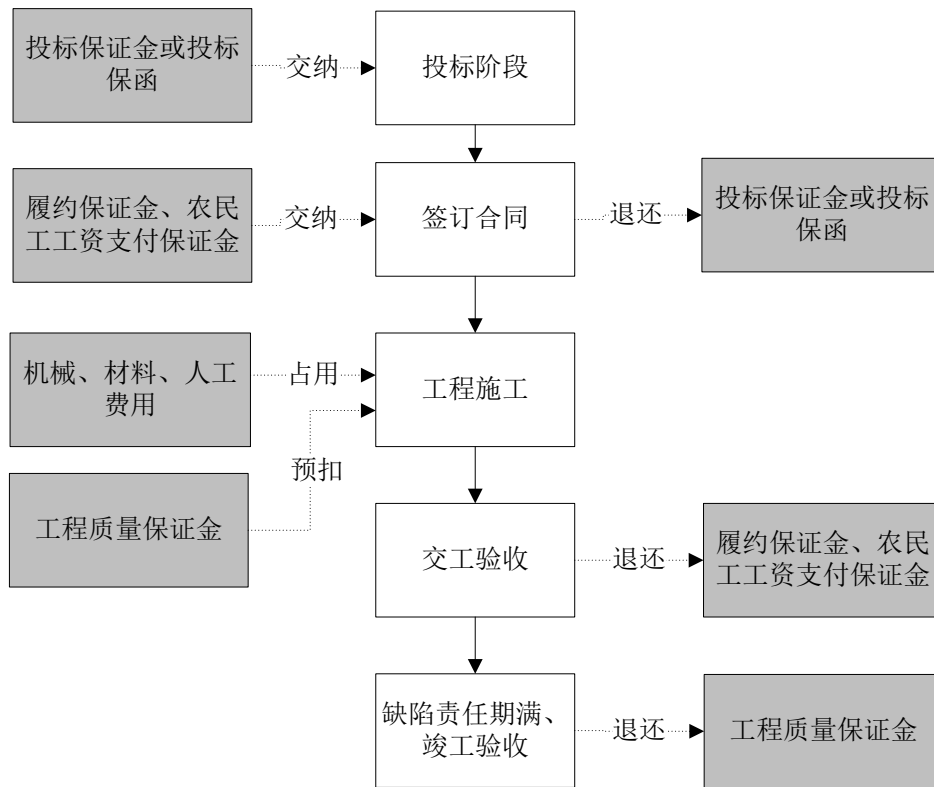 投标保证金或投标
保函
交纳
投标阶段
履约保证金、农民
工工资支付保证金
交纳
签订合同
退还
投标保证金或投标
保函
机械、材料、人工
费用
占用
工程施工
预扣
工程质量保证金
交工验收
退还
履约保证金、农民
工工资支付保证金
缺陷责任期满、
竣工验收
退还
工程质量保证金